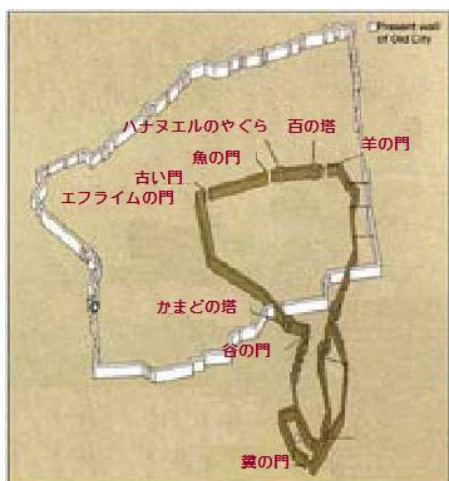 Present wall
of Old City
ハナヌエルのやぐら
百の塔
羊の門
魚の門
古い門
エフライムの門
かまどの塔
谷の門
糞の門